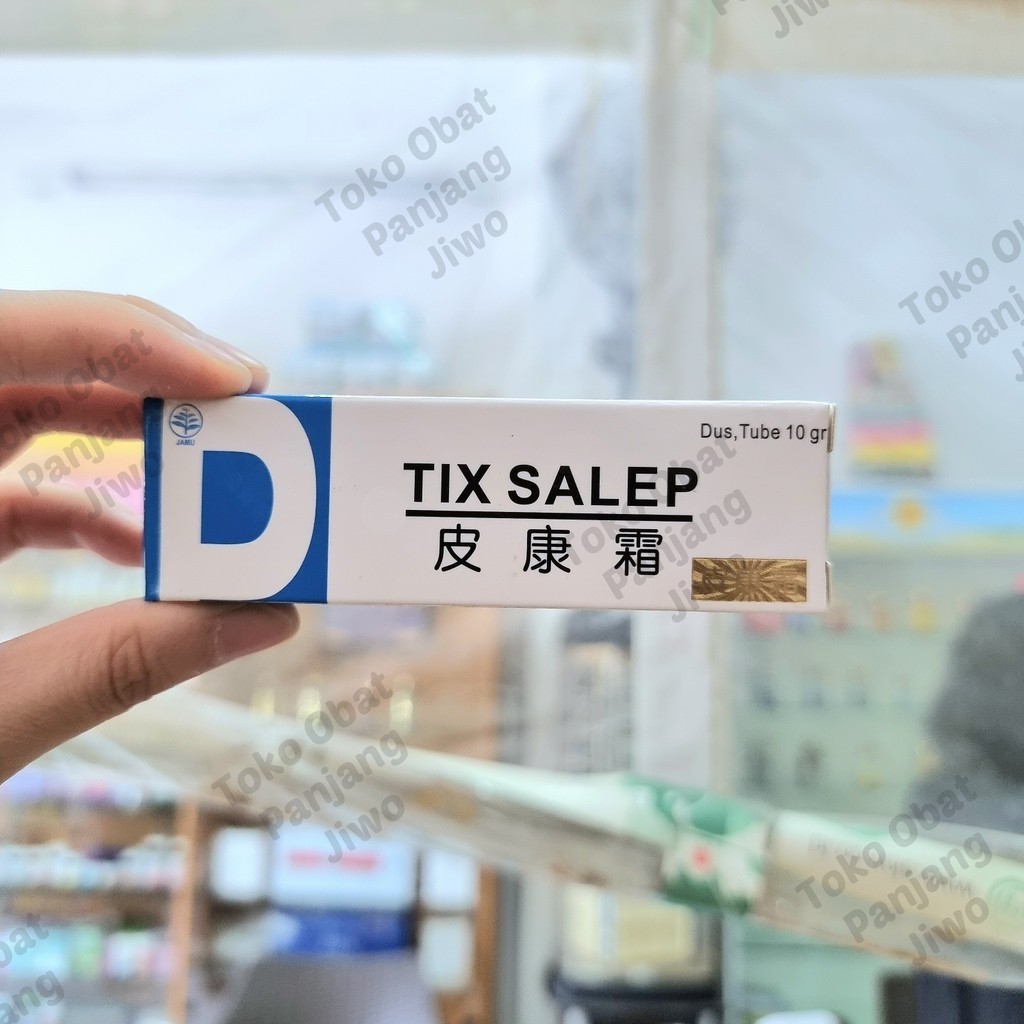 Toko Obat
Panjang
Jiwo
JAMU
D
Dus,Tube 10 gr
TIX SALEP
皮康霜